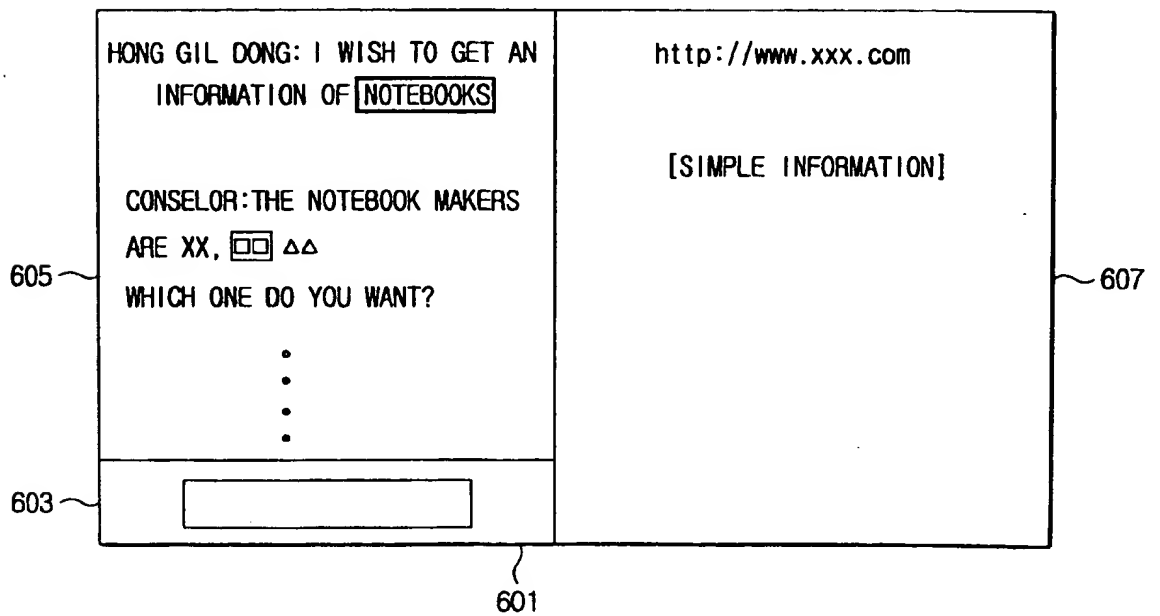 HONG GIL DONG: I WISH TO GET AN
INFORMATION OF NOTEBOOKS
CONSELOR:THE NOTEBOOK MAKERS
ARE XX, □□ △△
WHICH ONE DO YOU WANT?
http://www.xxx.com
[SIMPLE INFORMATION]
605
607
603
601